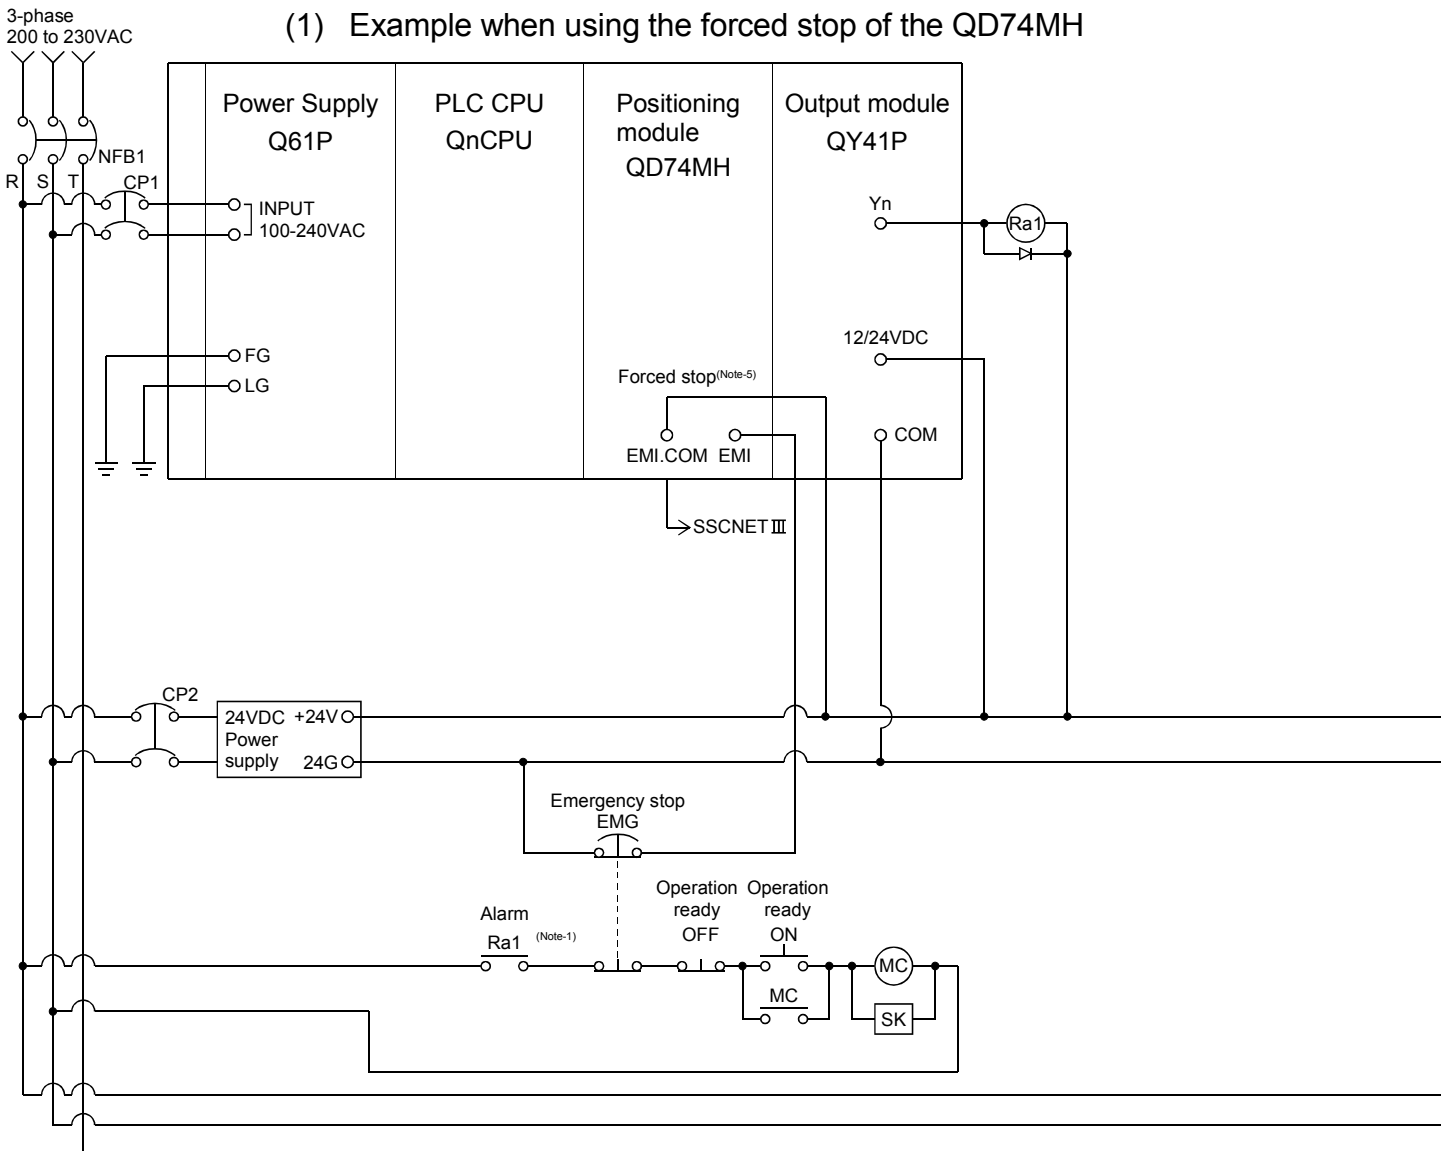 3-phase
200 to 230VAC
(1) Example when using the forced stop of the QD74MH
Power Supply
Q61P
PLC CPU
QnCPU
Positioning
module
QD74MH
Output module
QY41P
NFB1
R S T
CP1
INPUT
100-240VAC
Yn
Ra1
12/24VDC
FG
LG
Forced stop(Note-5)
COM
EMI.COM EMI
SSCNETⅢ
CP2
24VDC +24V
Power
supply 24G
Emergency stop
EMG
Operation
ready
OFF
Operation
ready
ON
Alarm
Ra1 (Note-1)
MC
MC
SK